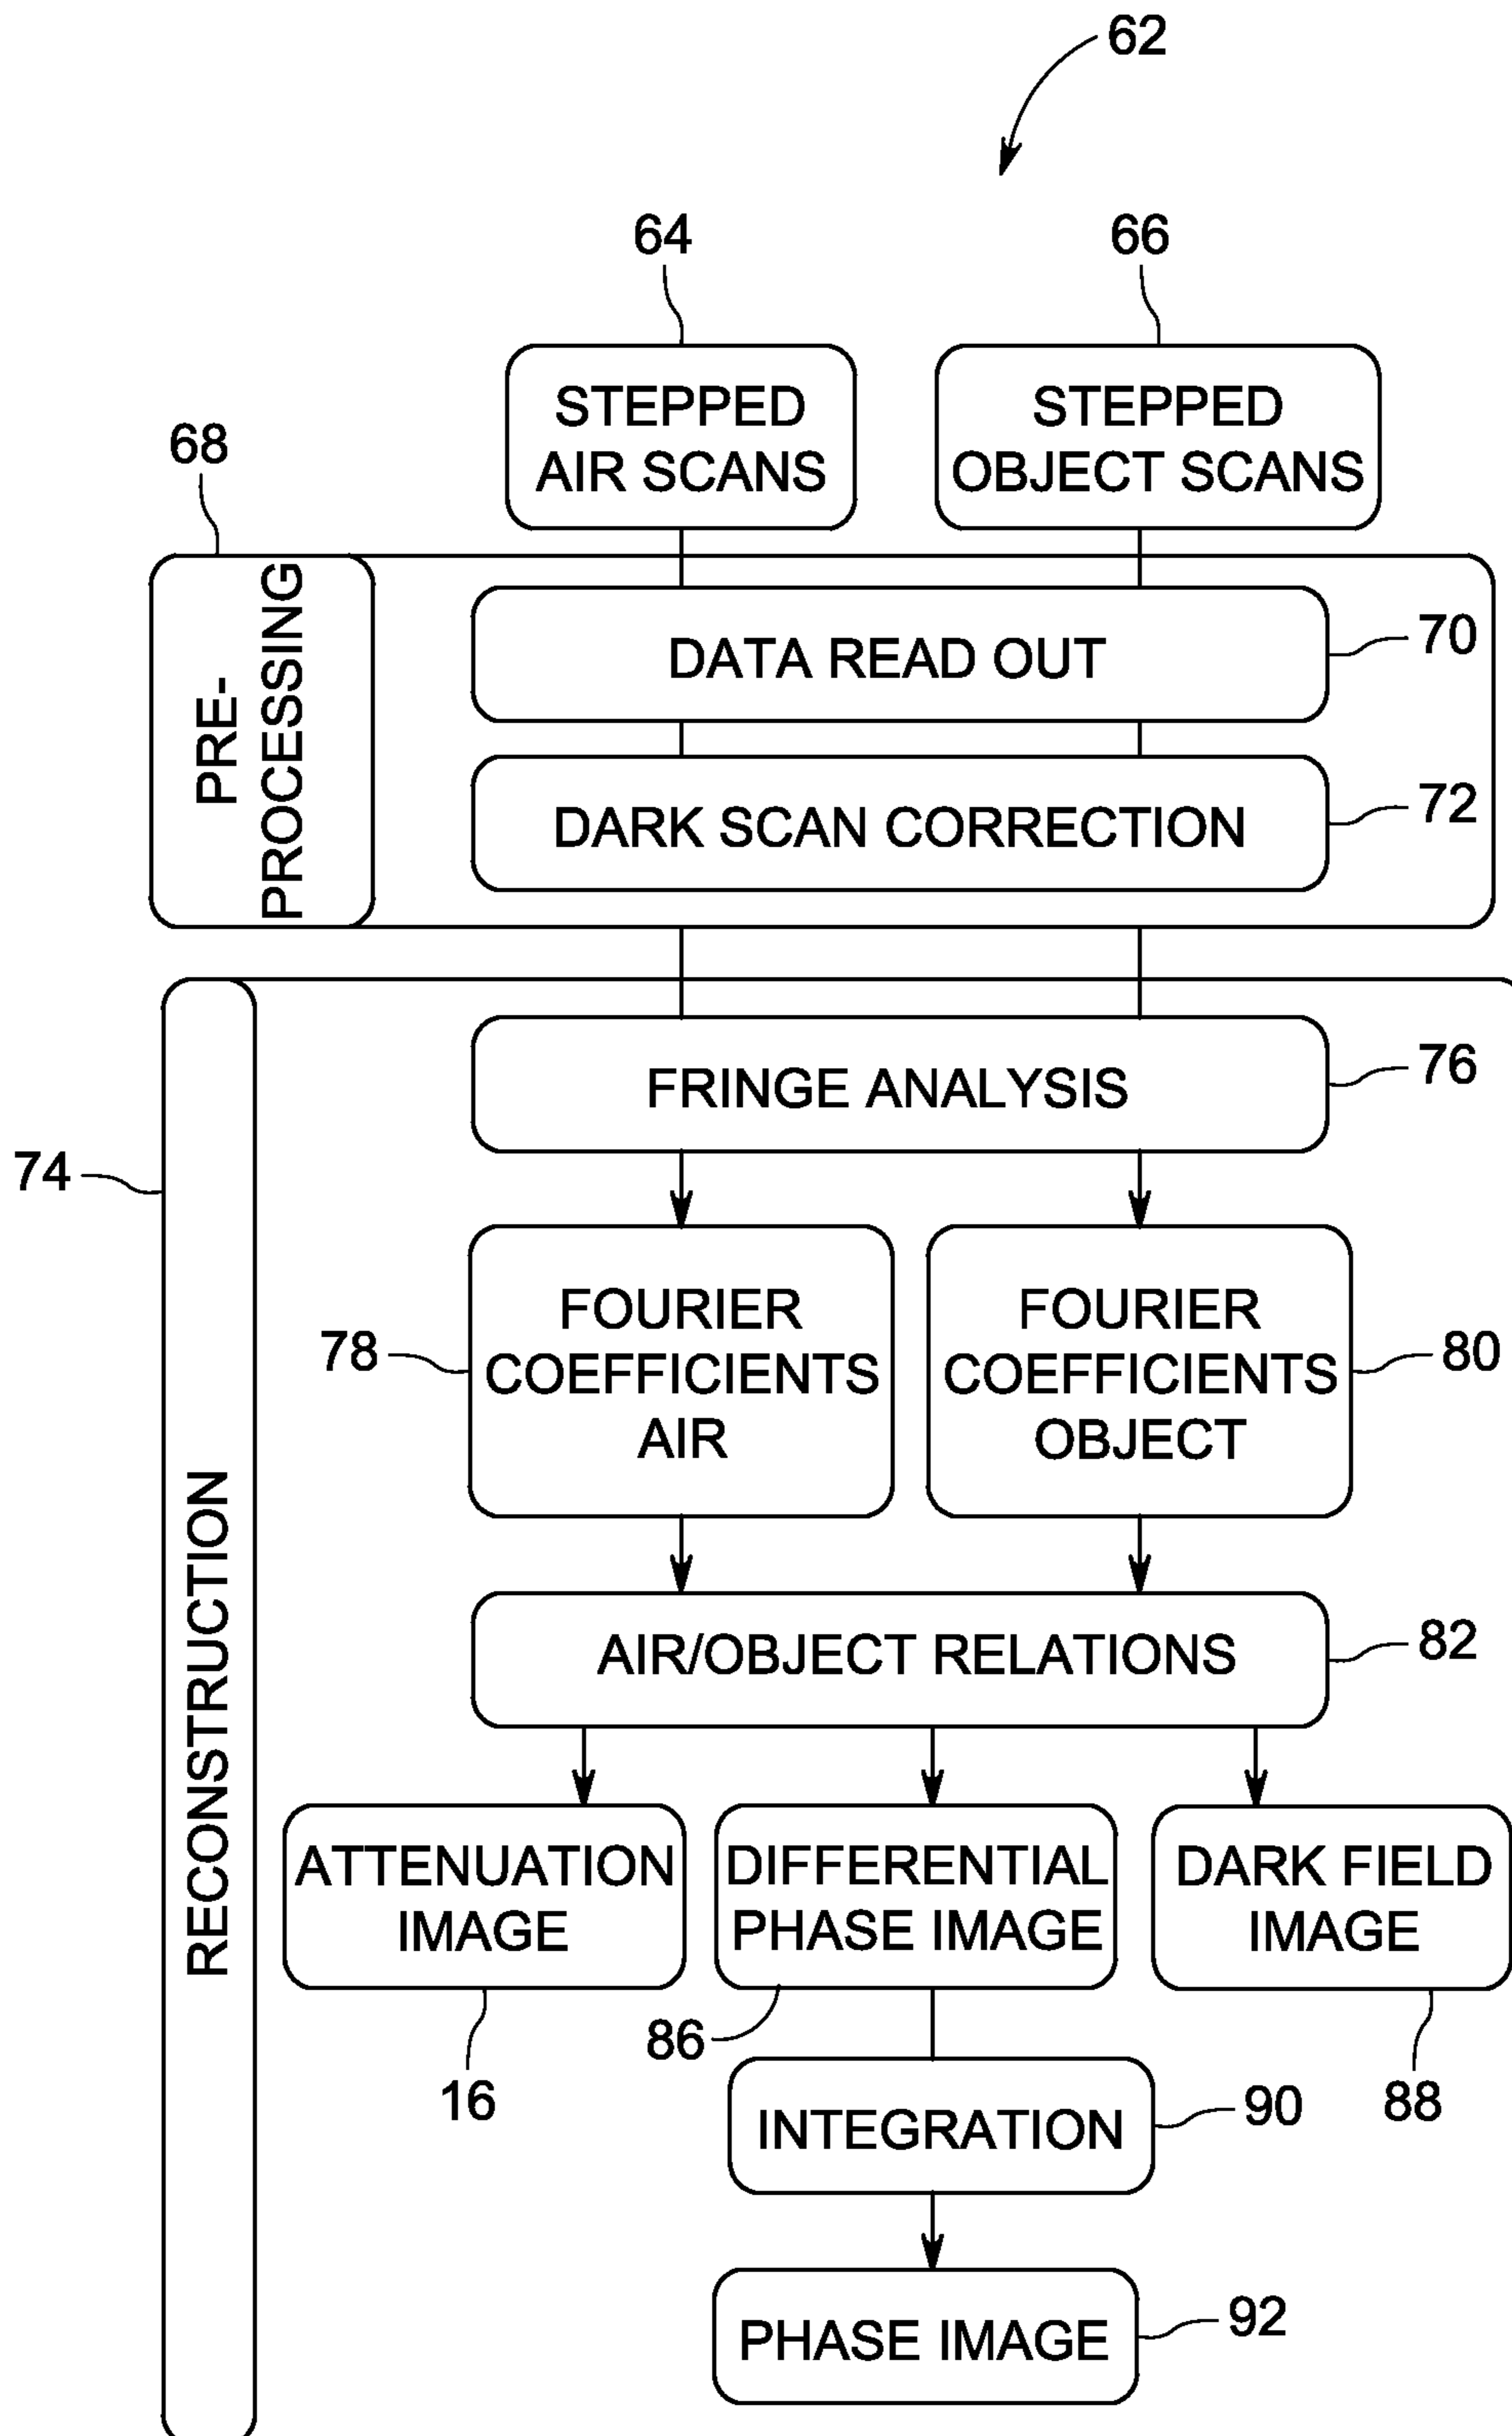 62
64
66
STEPPED
AIR SCANS
STEPPED
OBJECT SCANS
68
PRE-
PROCESSING
DATA READ OUT
70
DARK SCAN CORRECTION
72
74
RECONSTRUCTION
FRINGE ANALYSIS
76
78
FOURIER
COEFFICIENTS
AIR
FOURIER
COEFFICIENTS
OBJECT
80
AIR/OBJECT RELATIONS
82
ATTENUATION
IMAGE
16
DIFFERENTIAL
PHASE IMAGE
86
DARK FIELD
IMAGE
88
INTEGRATION
90
PHASE IMAGE
92